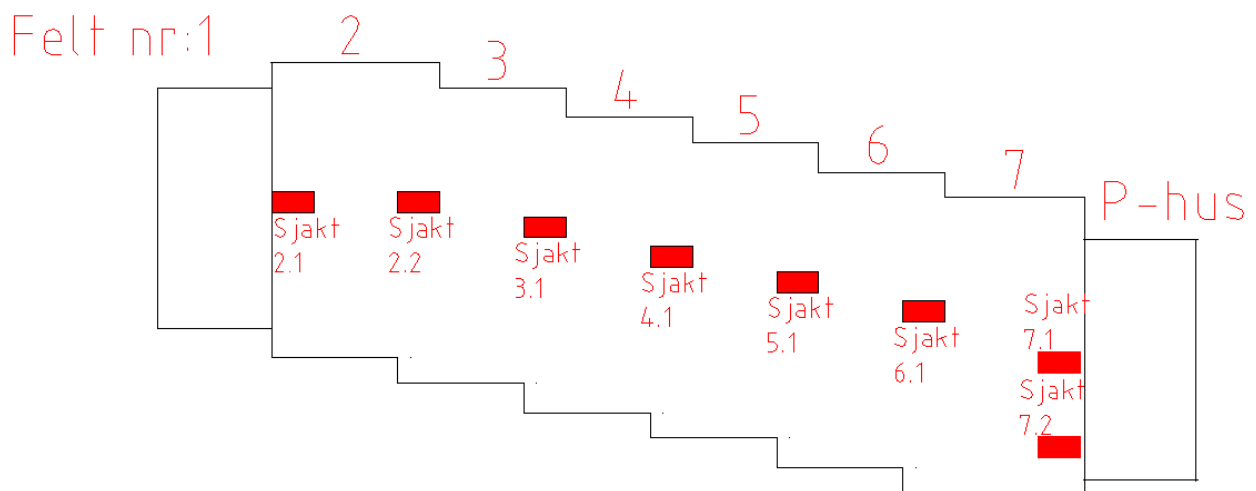 Felt nr:1
2
3
4
5
6
7
P-hus
Sjakt
2.1
Sjakt
2.2
Sjakt
3.1
Sjakt
4.1
Sjakt
5.1
Sjakt
6.1
Sjakt
7.1
Sjakt
7.2